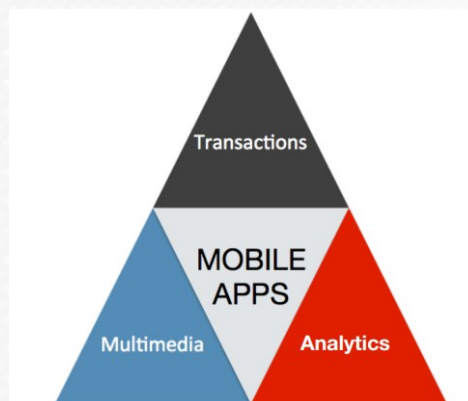 Transactions
MOBILE
APPS
Multimedia
Analytics